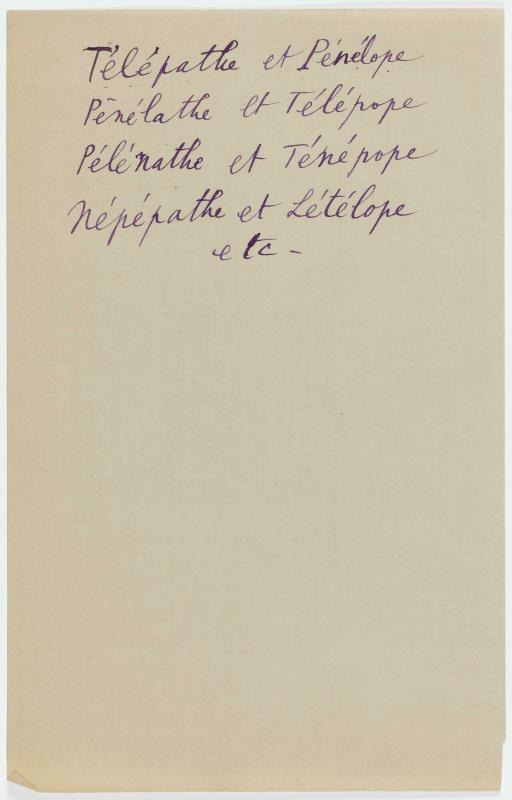 Télépathe et Pénélope
Pénélathe et Télépope
Pélénathe et Ténépope
Népépathe et Létélope
etc -